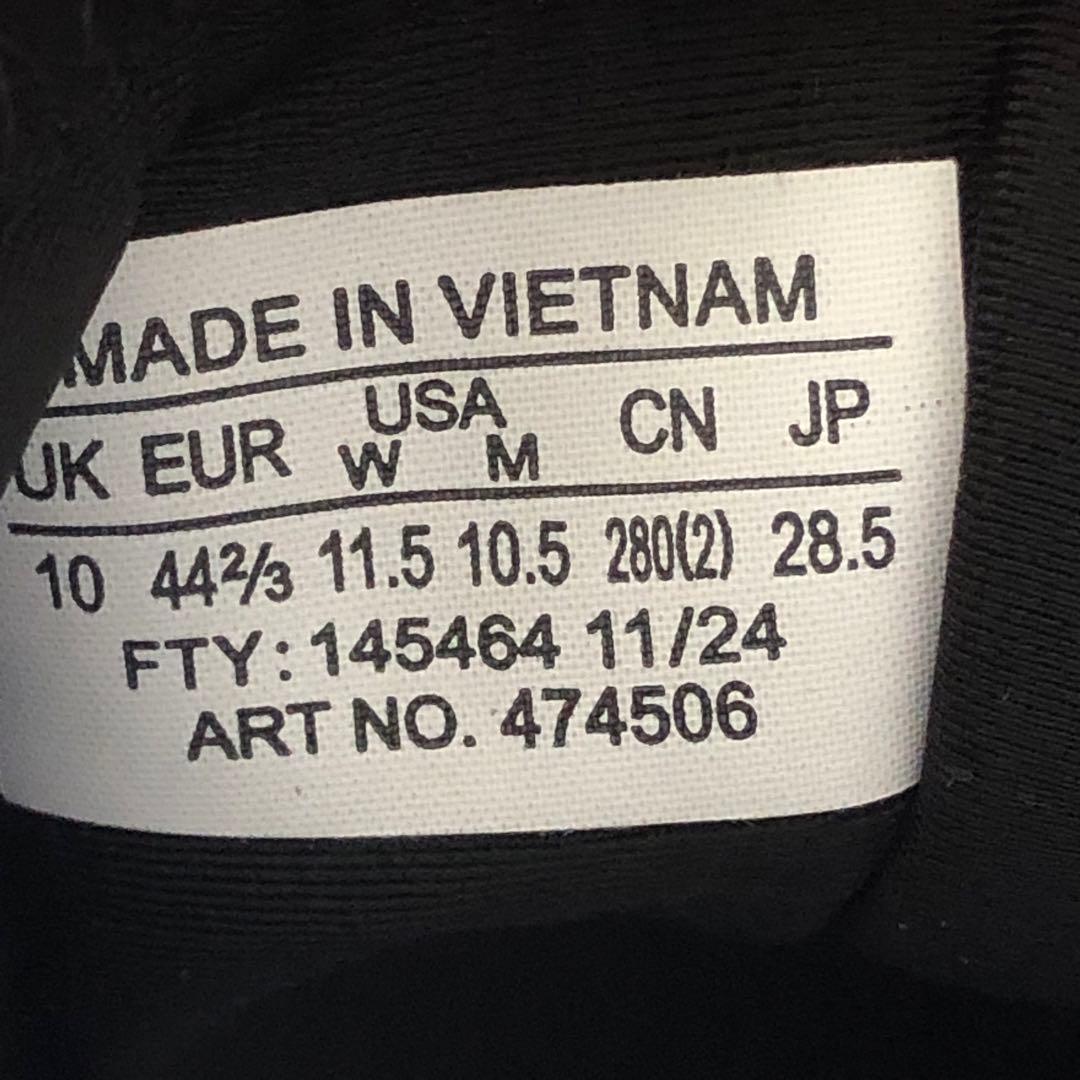 MADE IN VIETNAM
UK EUR USA W M CN JP
10 44⅔ 11.5 10.5 280(2) 28.5
FTY: 145464 11/24
ART NO. 474506